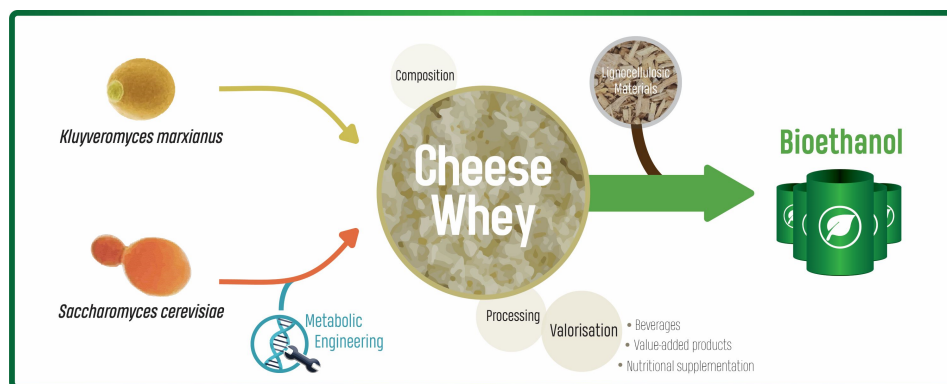 Kluyveromyces marxianus
Saccharomyces cerevisiae
Metabolic
Engineering
Composition
Cheese
Whey
Processing
Valorisation
• Beverages
• Value-added products
• Nutritional supplementation
Lignocellulosic
Materials
Bioethanol